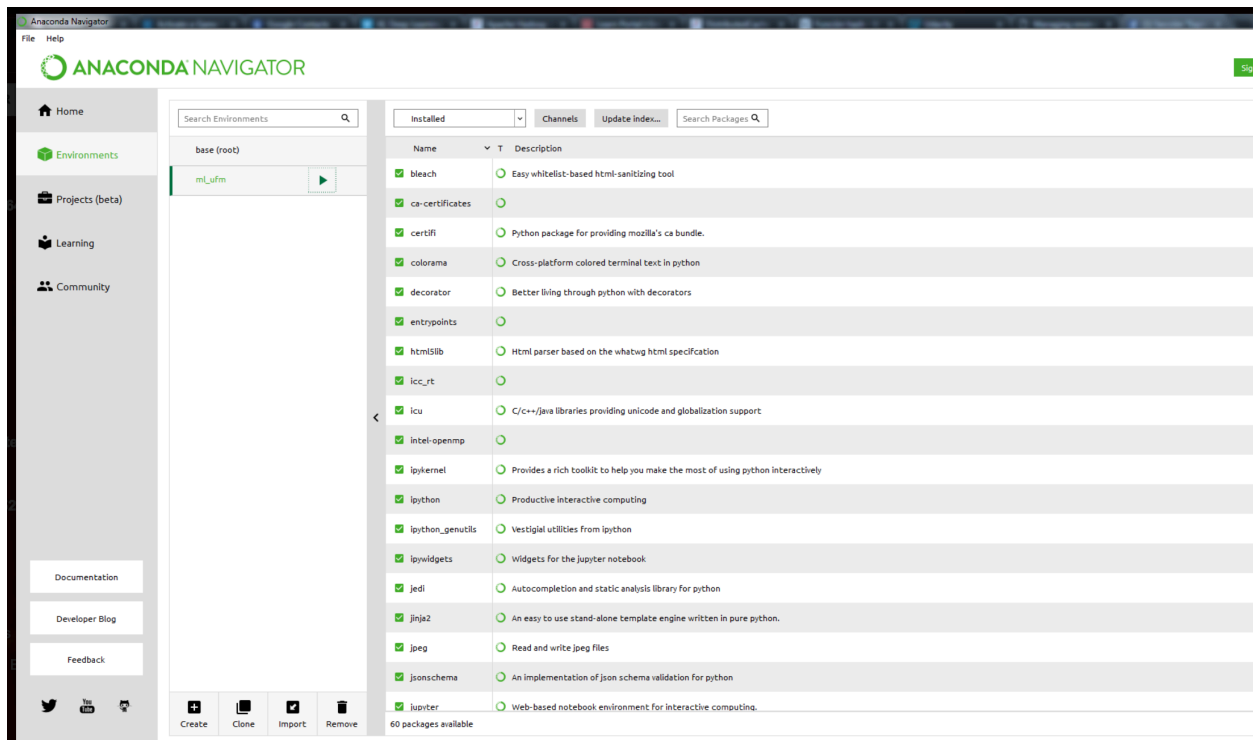 Anaconda Navigator
File Help
ANACONDA NAVIGATOR
Home
Environments
Projects (beta)
Learning
Community
Documentation
Developer Blog
Feedback
You Tube
Search Environments
base (root)
ml_ufm
Create Clone Import Remove
Installed Channels Update index... Search Packages
Name T Description
bleach Easy whitelist-based html-sanitizing tool
ca-certificates
certifi Python package for providing mozilla's ca bundle.
colorama Cross-platform colored terminal text in python
decorator Better living through python with decorators
entrypoints
html5lib Html parser based on the whatwg html specifcation
icc_rt
icu C/c++/java libraries providing unicode and globalization support
intel-openmp
ipykernel Provides a rich toolkit to help you make the most of using python interactively
ipython Productive interactive computing
ipython_genutils Vestigial utilities from ipython
ipywidgets Widgets for the jupyter notebook
jedi Autocompletion and static analysis library for python
jinja2 An easy to use stand-alone template engine written in pure python.
jpeg Read and write jpeg files
jsonschema An implementation of json schema validation for python
jupyter Web-based notebook environment for interactive computing.
60 packages available